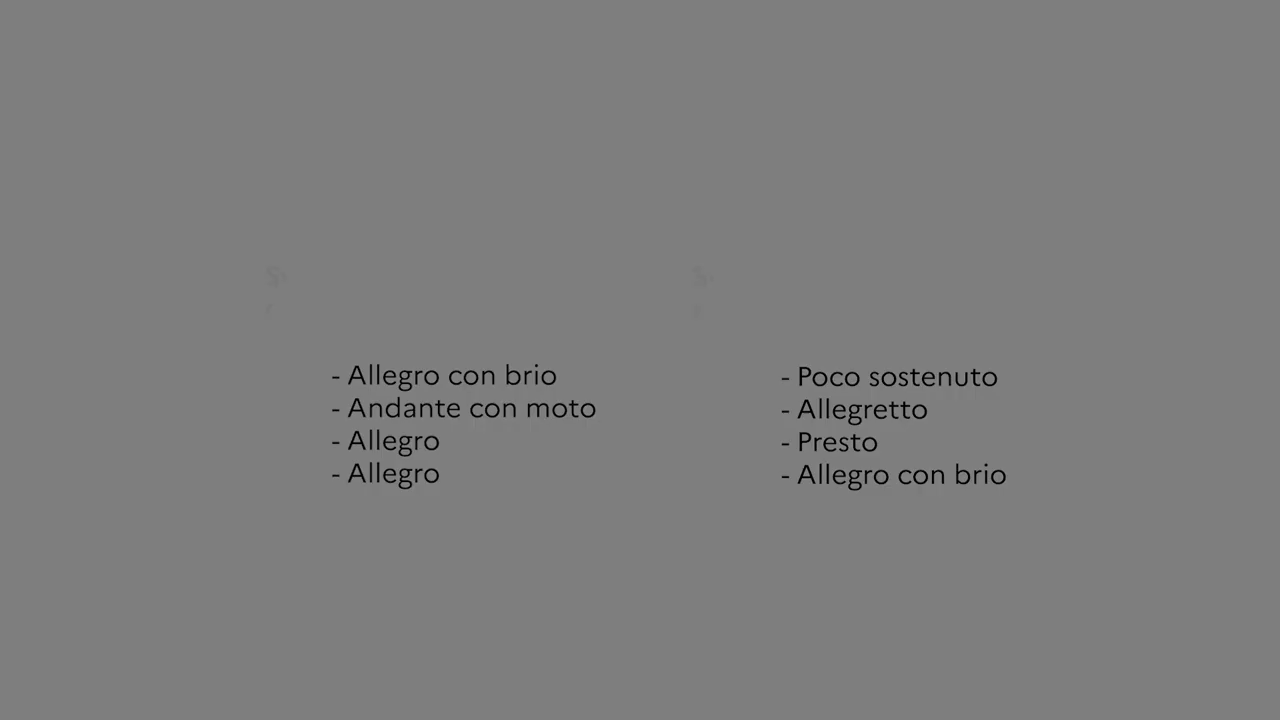 - Allegro con brio
- Andante con moto
- Allegro
- Allegro
- Poco sostenuto
- Allegretto
- Presto
- Allegro con brio